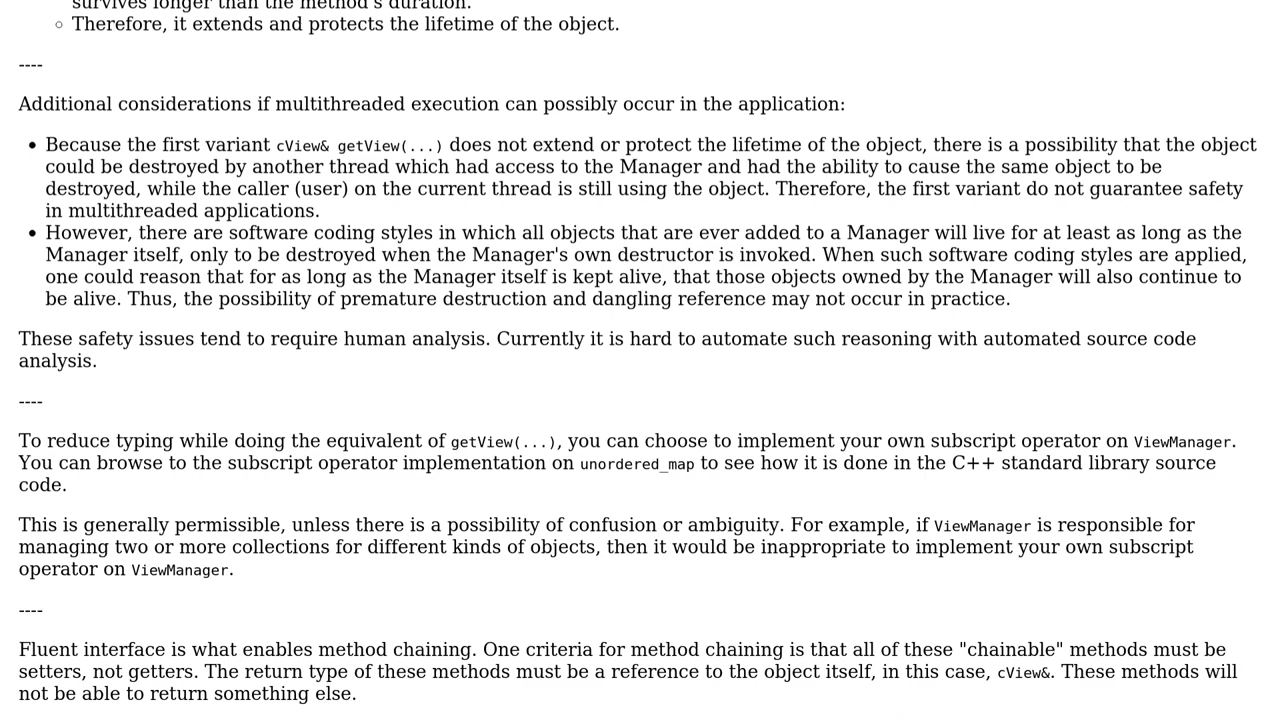 survives longer than the method's duration.
Therefore, it extends and protects the lifetime of the object.
----
Additional considerations if multithreaded execution can possibly occur in the application:
Because the first variant cView& getView(...) does not extend or protect the lifetime of the object, there is a possibility that the object
could be destroyed by another thread which had access to the Manager and had the ability to cause the same object to be
destroyed, while the caller (user) on the current thread is still using the object. Therefore, the first variant do not guarantee safety
in multithreaded applications.
However, there are software coding styles in which all objects that are ever added to a Manager will live for at least as long as the
Manager itself, only to be destroyed when the Manager's own destructor is invoked. When such software coding styles are applied,
one could reason that for as long as the Manager itself is kept alive, that those objects owned by the Manager will also continue to
be alive. Thus, the possibility of premature destruction and dangling reference may not occur in practice.
These safety issues tend to require human analysis. Currently it is hard to automate such reasoning with automated source code
analysis.
----
To reduce typing while doing the equivalent of getView(...), you can choose to implement your own subscript operator on ViewManager.
You can browse to the subscript operator implementation on unordered_map to see how it is done in the C++ standard library source
code.
This is generally permissible, unless there is a possibility of confusion or ambiguity. For example, if ViewManager is responsible for
managing two or more collections for different kinds of objects, then it would be inappropriate to implement your own subscript
operator on ViewManager.
----
Fluent interface is what enables method chaining. One criteria for method chaining is that all of these "chainable" methods must be
setters, not getters. The return type of these methods must be a reference to the object itself, in this case, cView&. These methods will
not be able to return something else.